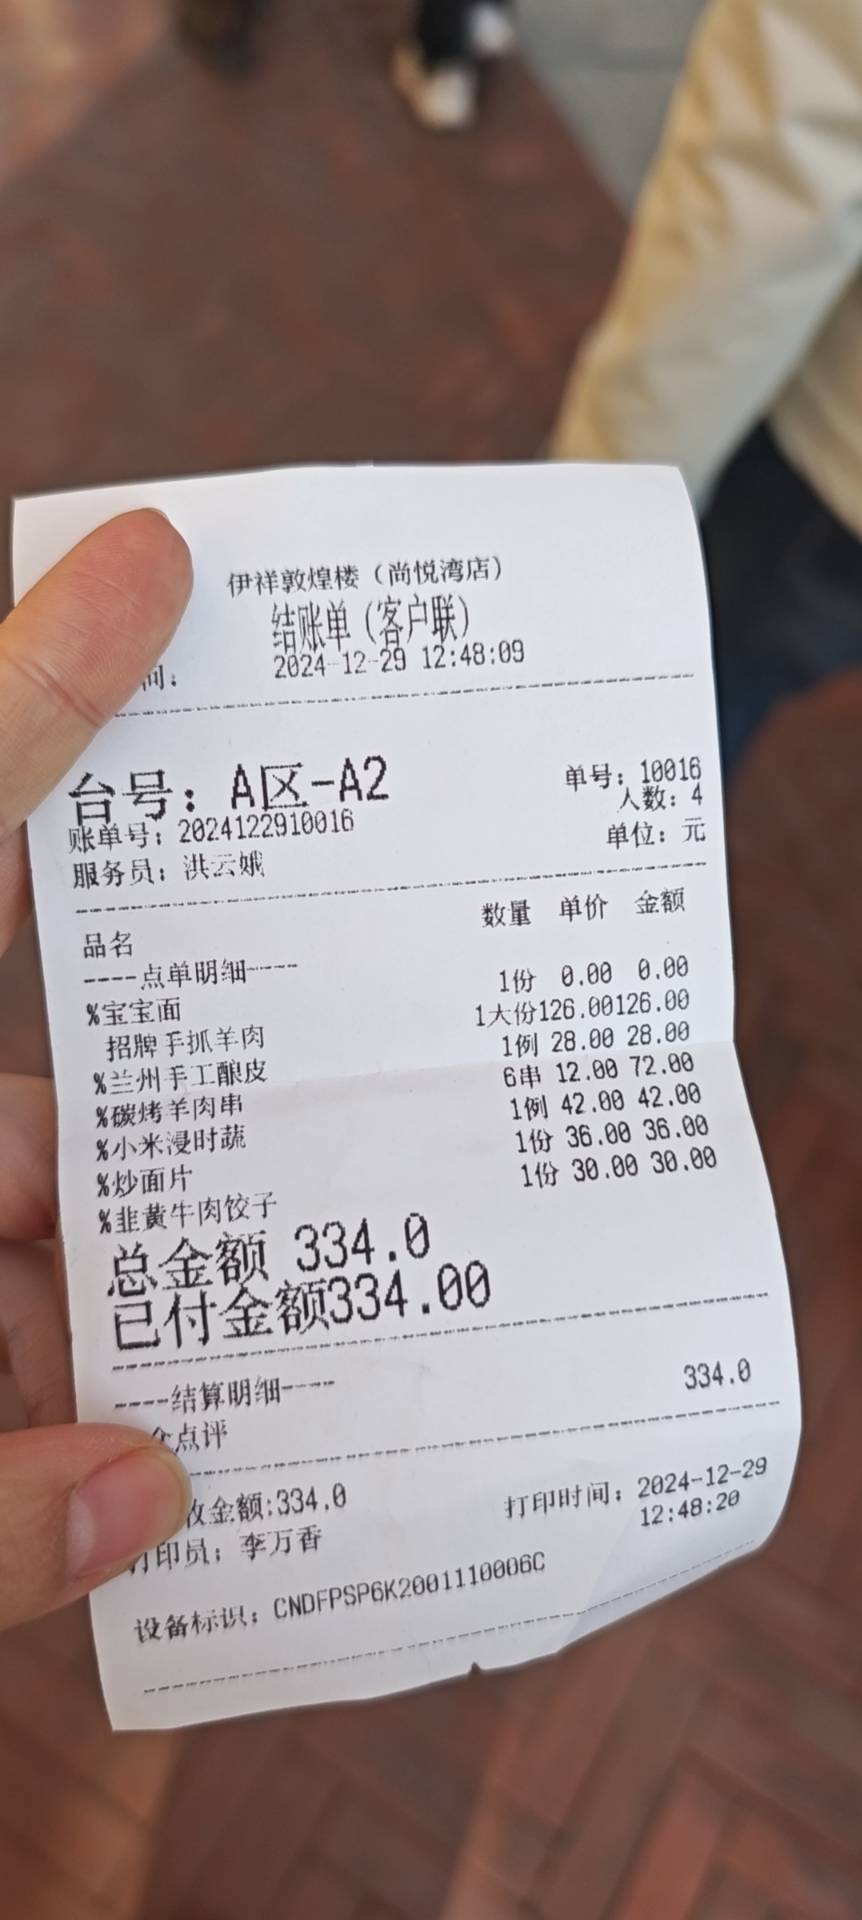 伊祥敦煌楼（尚悦湾店）
结账单（客户联）
间: 2024-12-29 12:48:09
台号: A区-A2 单号: 10016
账单号: 2024122910016 人数: 4
服务员: 洪云娥 单位: 元
品名 数量 单价 金额
----点单明细----
%宝宝面 1份 0.00 0.00
招牌手抓羊肉 1大份126.00126.00
%兰州手工酿皮 1例 28.00 28.00
%碳烤羊肉串 6串 12.00 72.00
%小米浸时蔬 1例 42.00 42.00
%炒面片 1份 36.00 36.00
%韭黄牛肉饺子 1份 30.00 30.00
总金额 334.0
已付金额334.00
----结算明细----
众点评 334.0
收金额:334.0 打印时间: 2024-12-29
打印员: 李万香 12:48:20
设备标识: CNDFPSP6K2001110006C